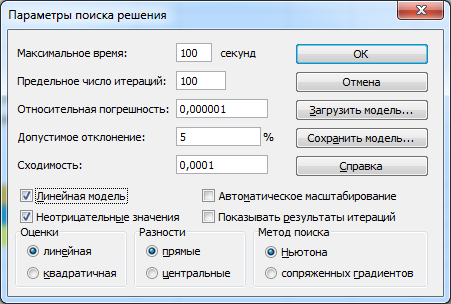 Параметры поиска решения
Максимальное время: 100 секунд ОК
Предельное число итераций: 100 Отмена
Относительная погрешность: 0,000001 Загрузить модель...
Допустимое отклонение: 5 % Сохранить модель...
Сходимость: 0,0001 Справка
Линейная модель Автоматическое масштабирование
Неотрицательные значения Показывать результаты итераций
Оценки Разности Метод поиска
линейная прямые Ньютона
квадратичная центральные сопряженных градиентов